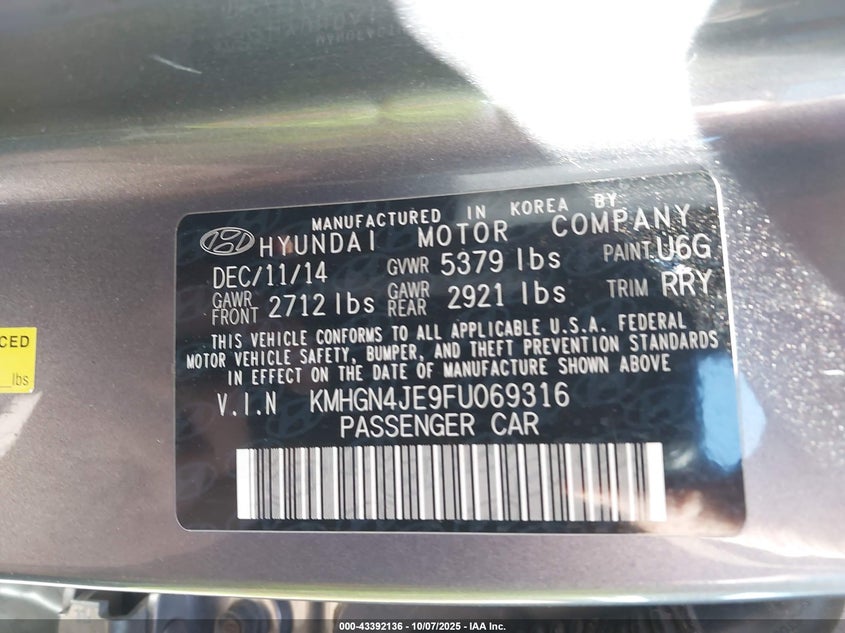 MANUFACTURED IN KOREA BY
HYUNDAI MOTOR COMPANY
DEC/11/14 GVWR 5379 lbs PAINT U6G
GAWR FRONT 2712 lbs GAWR REAR 2921 lbs TRIM RRY
THIS VEHICLE CONFORMS TO ALL APPLICABLE U.S.A. FEDERAL
MOTOR VEHICLE SAFETY, BUMPER, AND THEFT PREVENTION STANDARDS
IN EFFECT ON THE DATE OF MANUFACTURE SHOWN ABOVE
V.I.N KMHGN4JE9FU069316
PASSENGER CAR
CED
lbs
000-43392136 - 10/07/2025 - IAA Inc.